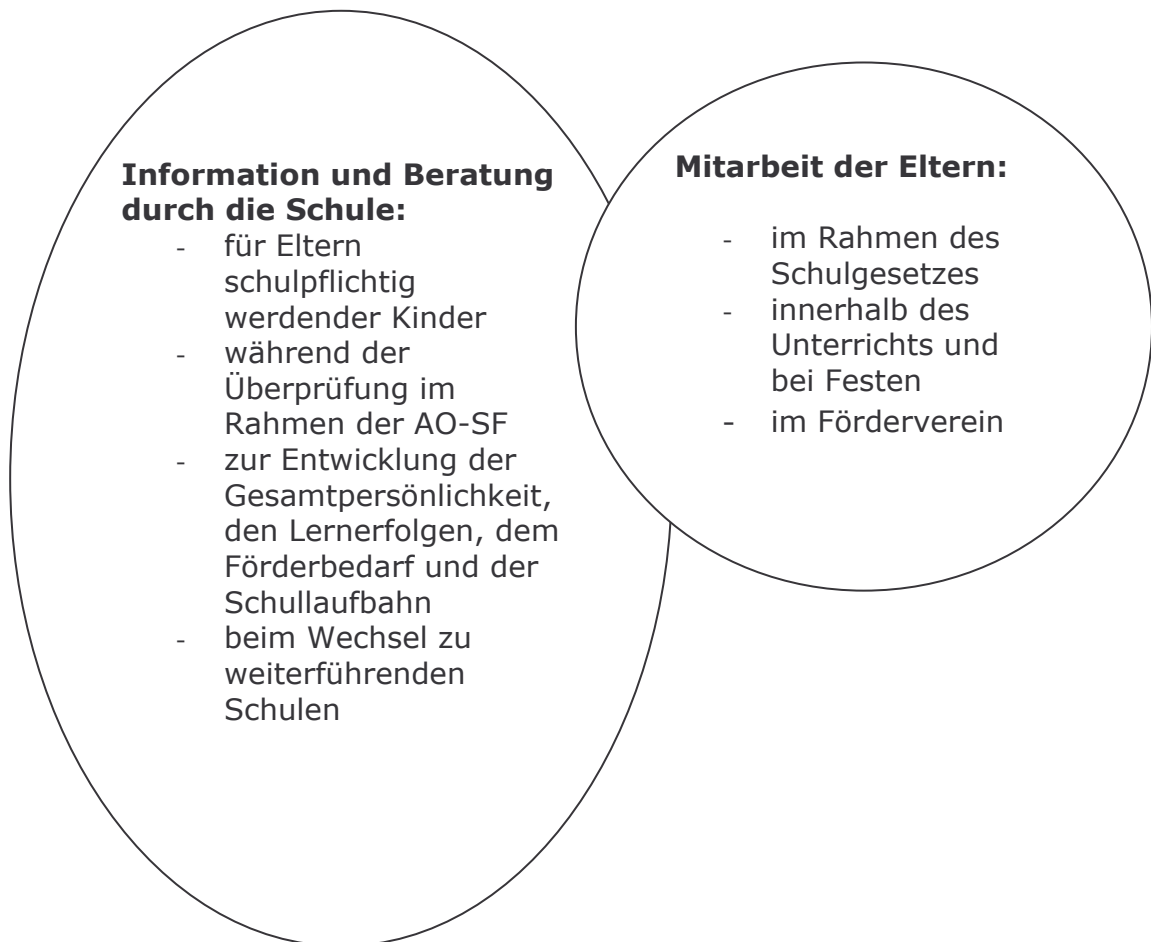 Information und Beratung
durch die Schule:
- für Eltern
schulpflichtig
werdender Kinder
- während der
Überprüfung im
Rahmen der AO-SF
- zur Entwicklung der
Gesamtpersönlichkeit,
den Lernerfolgen, dem
Förderbedarf und der
Schullaufbahn
- beim Wechsel zu
weiterführenden
Schulen
Mitarbeit der Eltern:
- im Rahmen des
Schulgesetzes
- innerhalb des
Unterrichts und
bei Festen
- im Förderverein